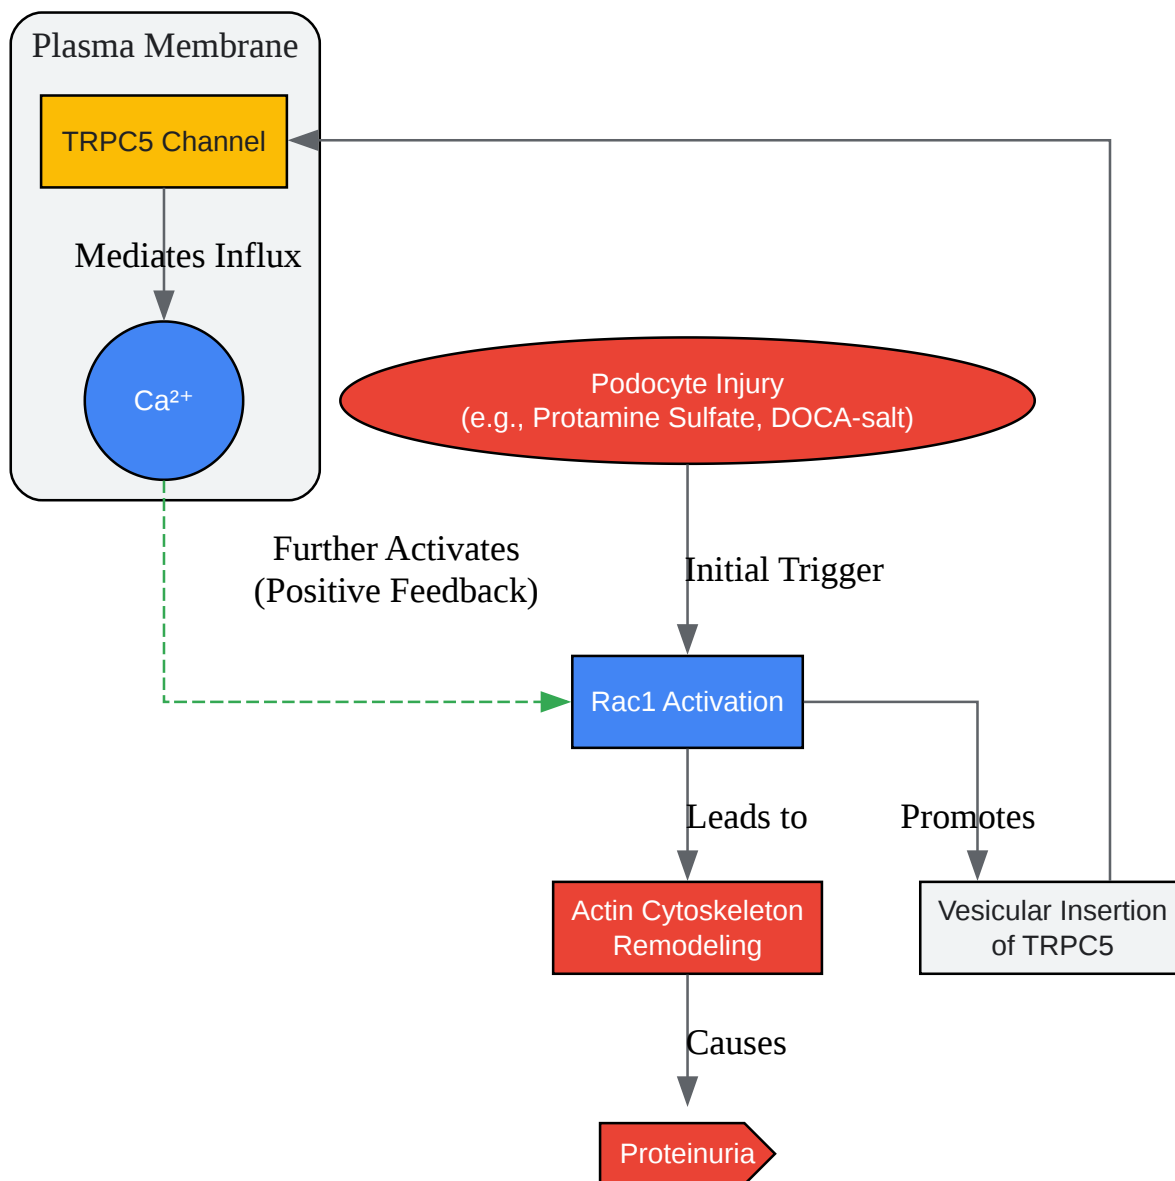 Plasma Membrane
TRPC5 Channel
Mediates Influx
Ca²⁺
Podocyte Injury
(e.g., Protamine Sulfate, DOCA-salt)
Further Activates
(Positive Feedback)
Initial Trigger
Rac1 Activation
Leads to
Promotes
Actin Cytoskeleton
Remodeling
Vesicular Insertion
of TRPC5
Causes
Proteinuria